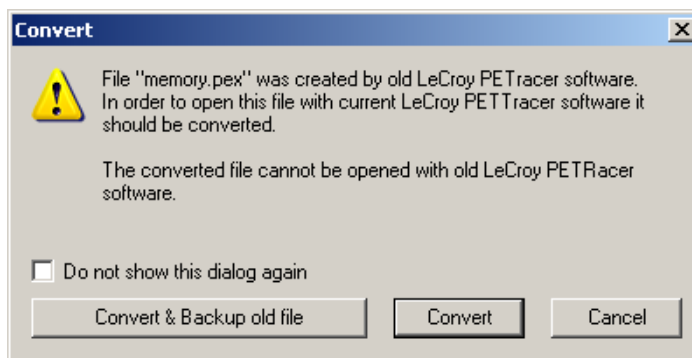 Convert
File "memory.pex" was created by old LeCroy PETracer software.
In order to open this file with current LeCroy PETTracer software it
should be converted.
The converted file cannot be opened with old LeCroy PETRacer
software.
Do not show this dialog again
Convert & Backup old file
Convert
Cancel